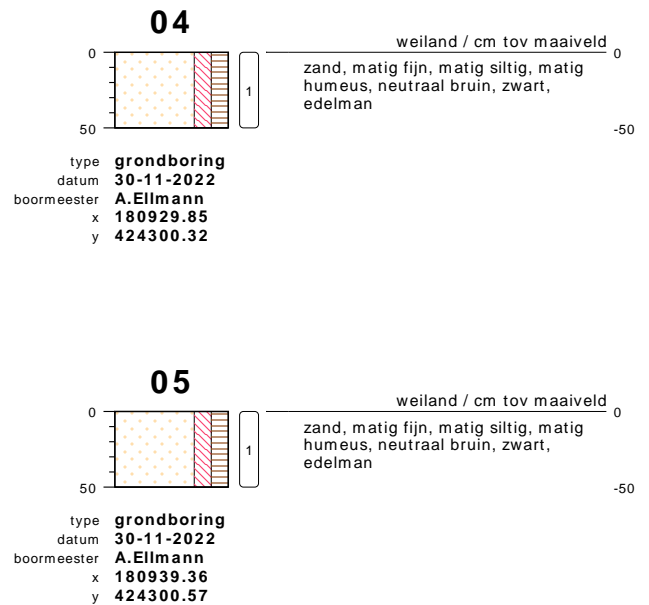 04
weiland / cm tov maaiveld
0
0
zand, matig fijn, matig siltig, matig
humeus, neutraal bruin, zwart,
edelman
1
50
-50
type grondboring
datum 30-11-2022
boormeester A.Ellmann
x 180929.85
y 424300.32
05
weiland / cm tov maaiveld
0
0
zand, matig fijn, matig siltig, matig
humeus, neutraal bruin, zwart,
edelman
1
50
-50
type grondboring
datum 30-11-2022
boormeester A.Ellmann
x 180939.36
y 424300.57